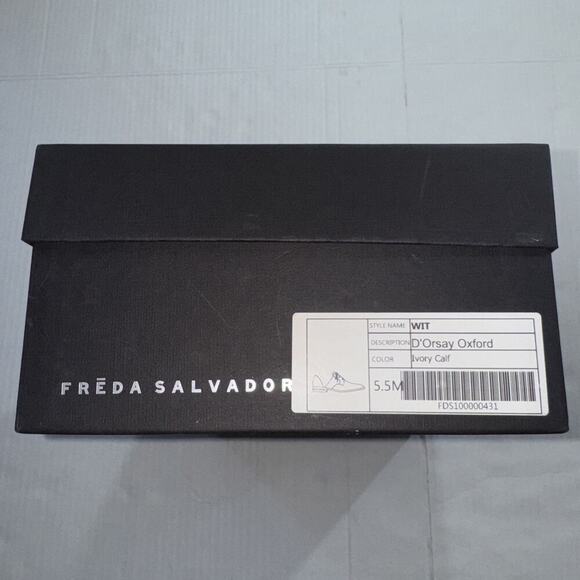 STYLE NAME WIT
DESCRIPTION D'Orsay Oxford
COLOR Ivory Calf
FRĒDA SALVADOR
5.5M
FDS100000431